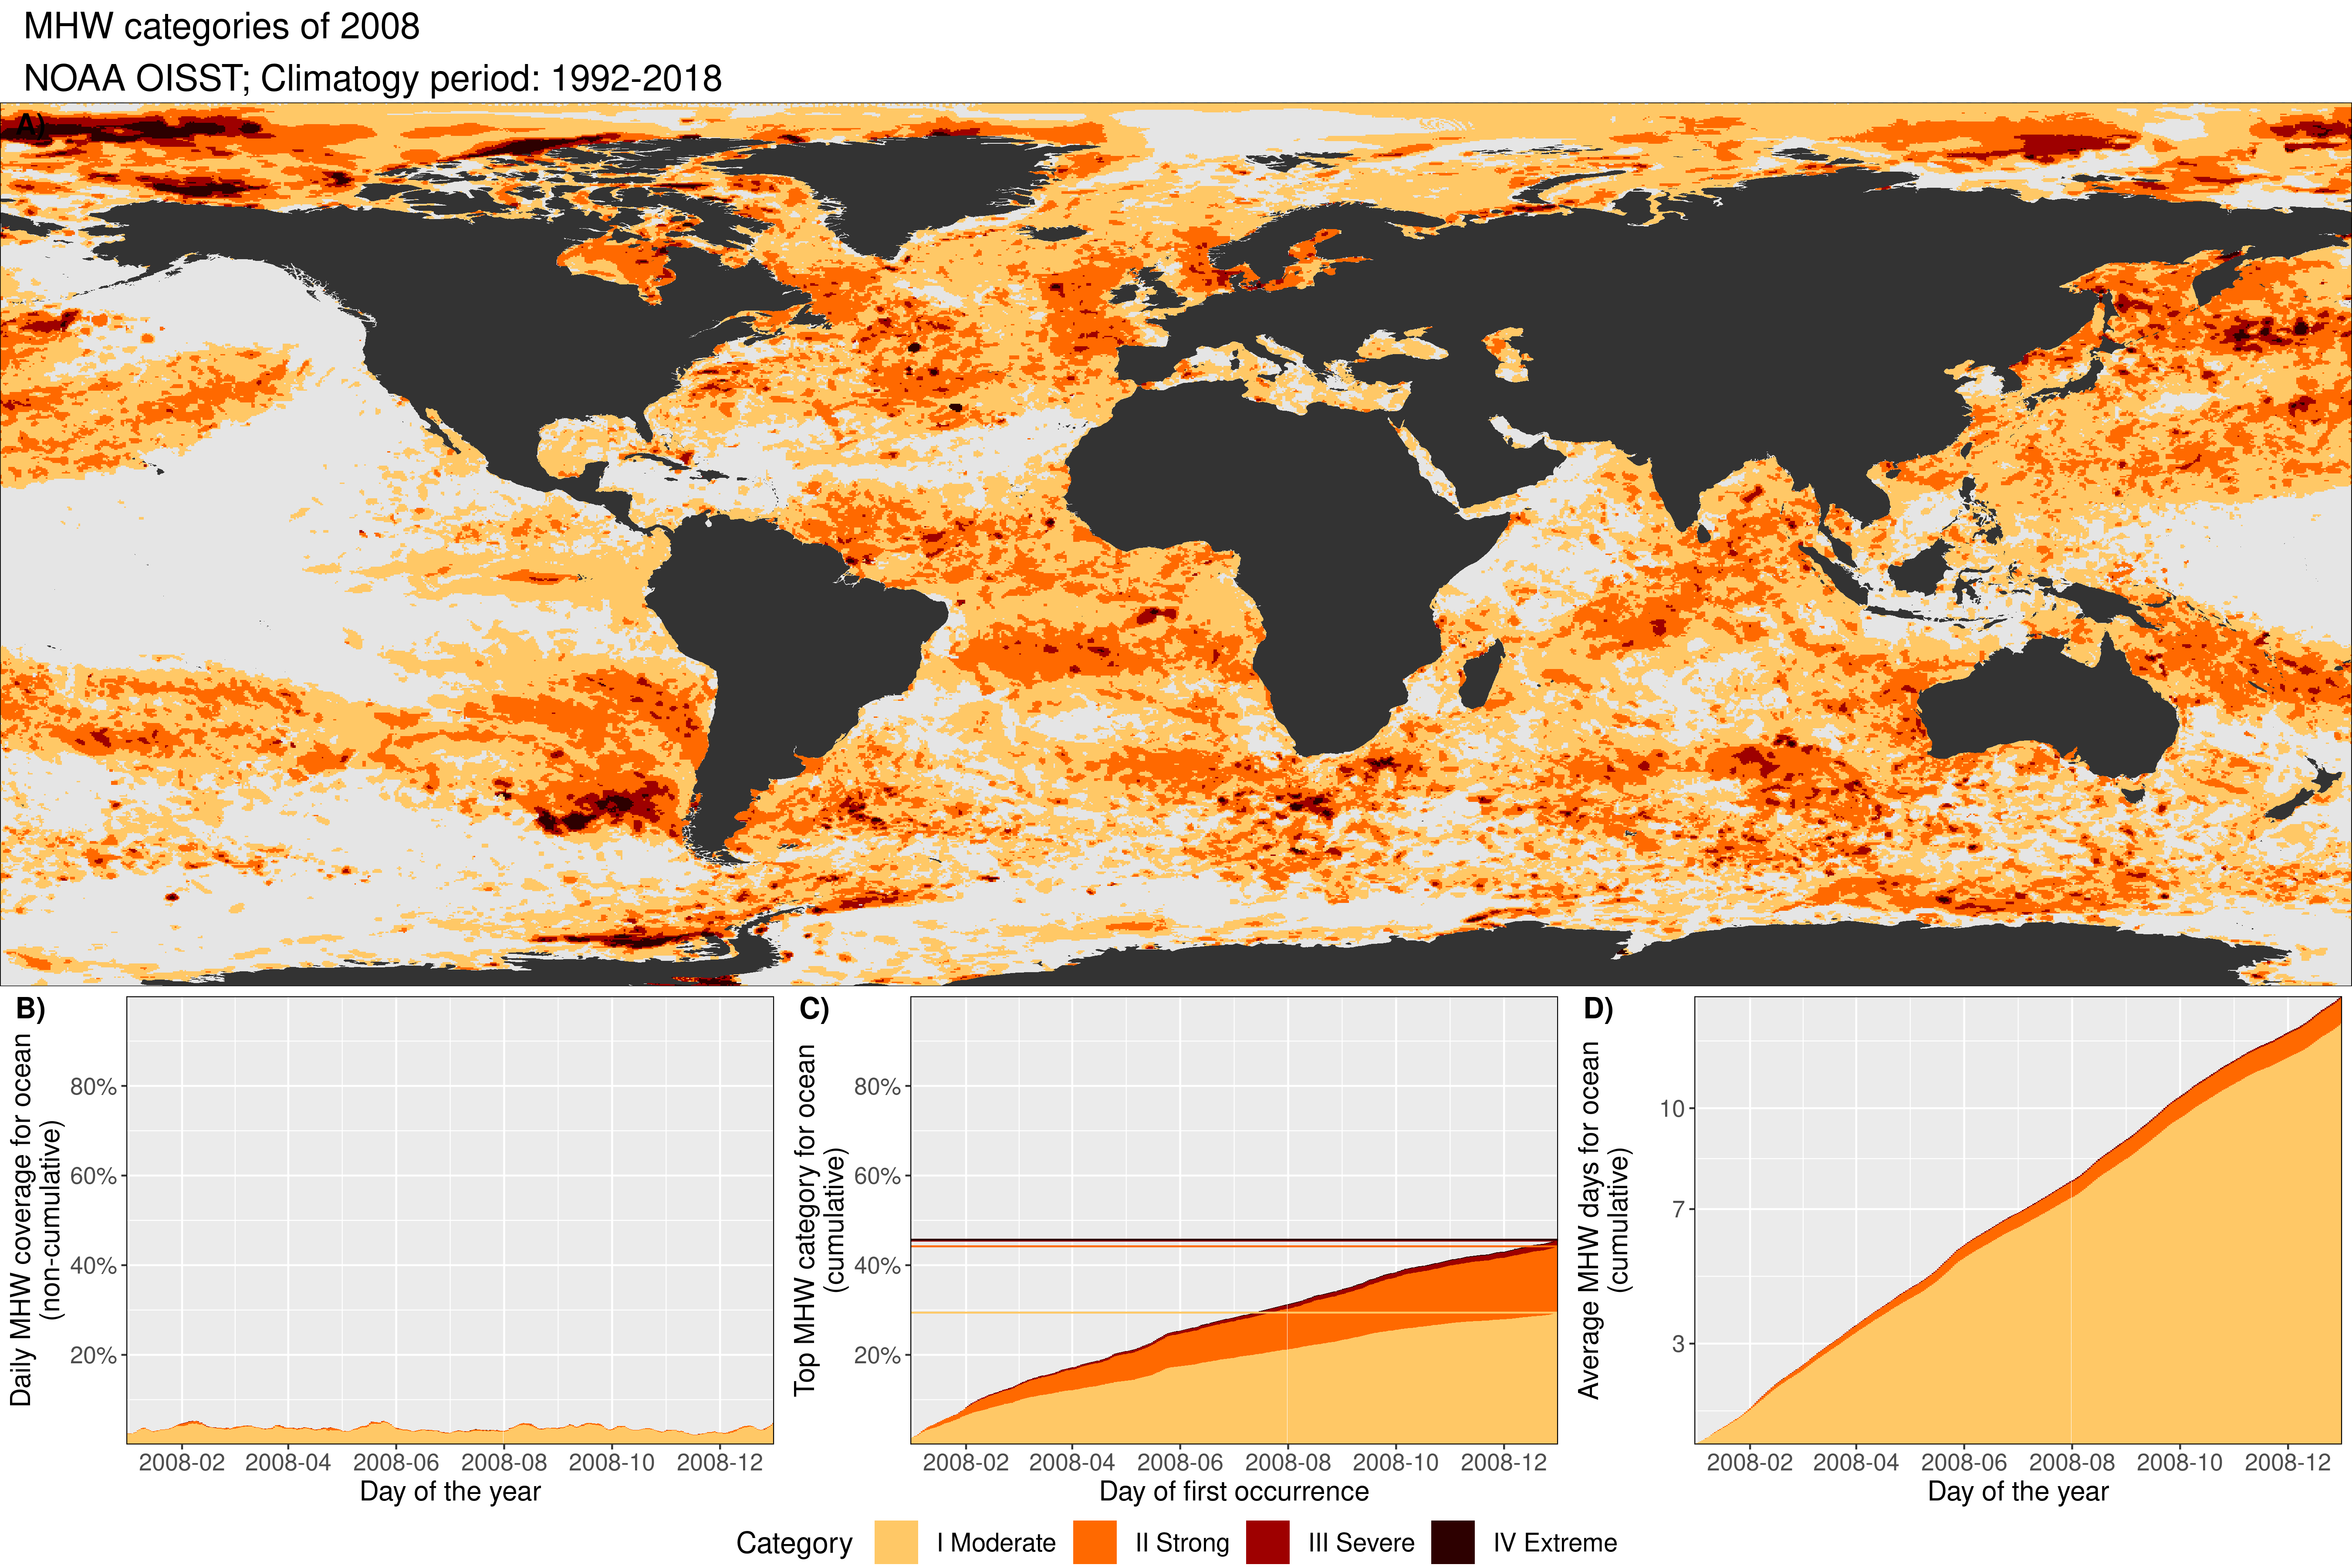 MHW categories of 2008
NOAA OISST; Climatogy period: 1992-2018
A)
B)
Daily MHW coverage for ocean
(non-cumulative)
80%
60%
40%
20%
2008-02 2008-04 2008-06 2008-08 2008-10 2008-12
Day of the year
C)
Top MHW category for ocean
(cumulative)
80%
60%
40%
20%
2008-02 2008-04 2008-06 2008-08 2008-10 2008-12
Day of first occurrence
D)
Average MHW days for ocean
(cumulative)
10
7
3
2008-02 2008-04 2008-06 2008-08 2008-10 2008-12
Day of the year
Category I Moderate II Strong III Severe IV Extreme